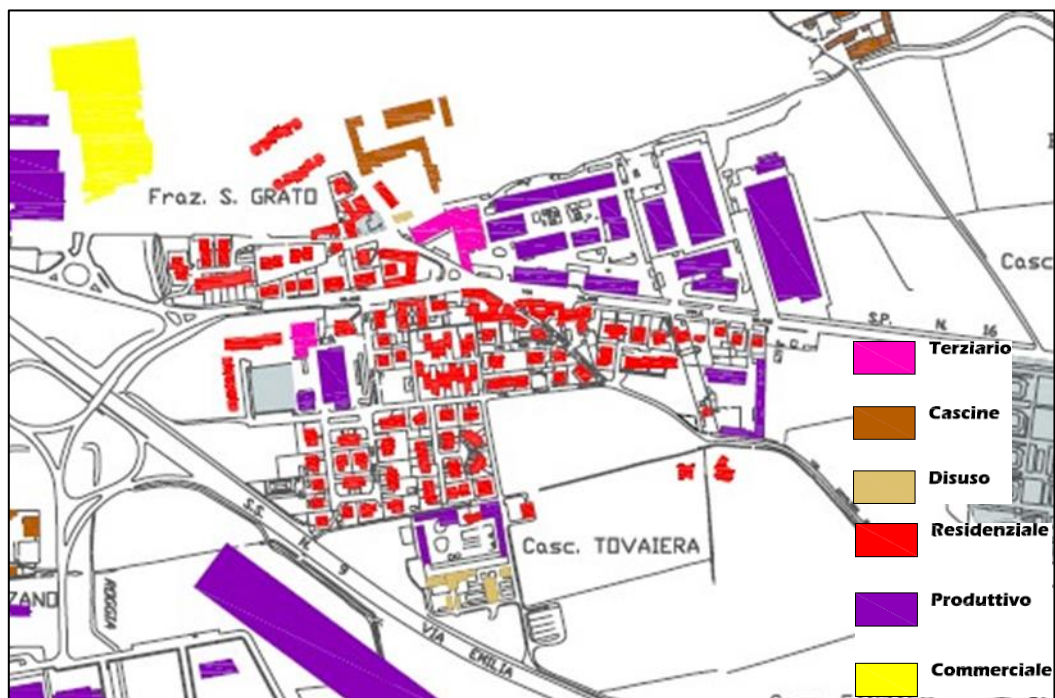 Fraz. S. GRATO
Casc
S.P. N. 16
Terziario
Cascine
Disuso
Residenziale
Produttivo
Commerciale
Casc. TOVAIERA
S.S. N. 9 VIA EMILIA
ZANO
ROGGIA